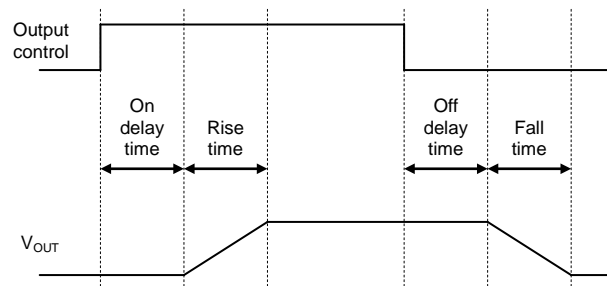 Output
control
On
delay
time
Rise
time
Off
delay
time
Fall
time
VOUT